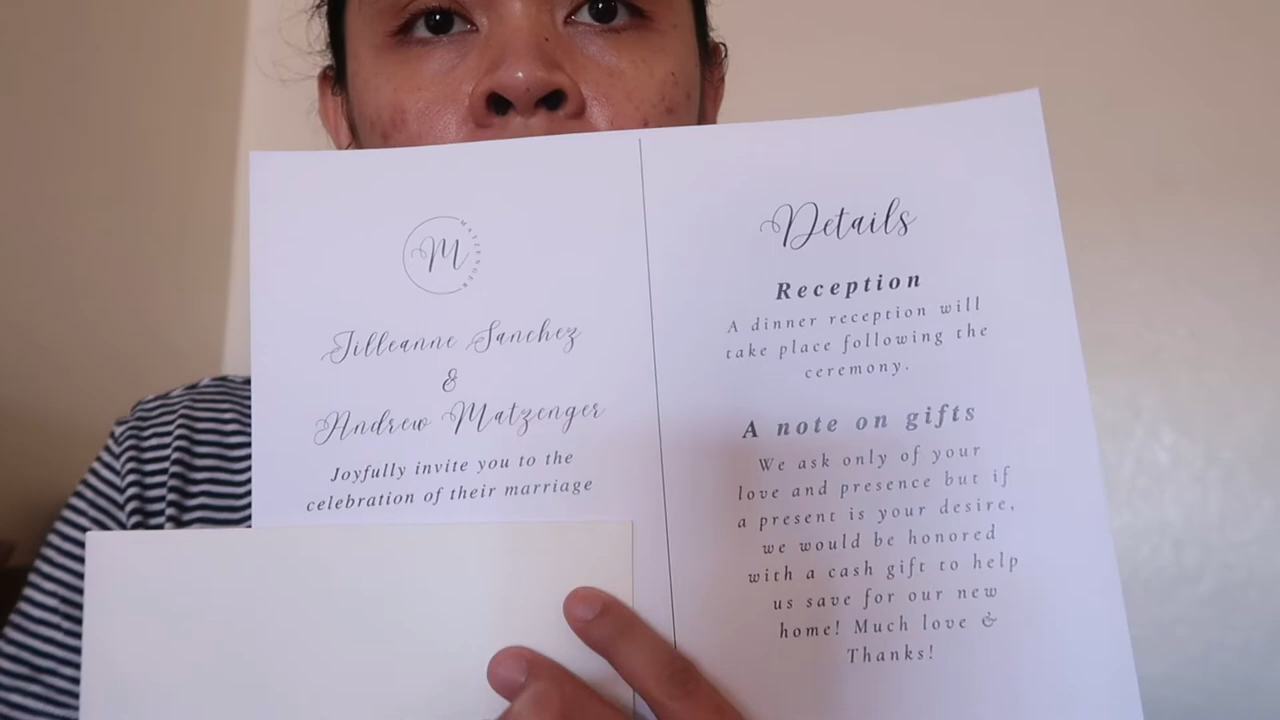 M
MATZENGER
Jilleanne Sanchez
&
Andrew Matzenger
Joyfully invite you to the
celebration of their marriage
Details
Reception
A dinner reception will
take place following the
ceremony.
A note on gifts
We ask only of your
love and presence but if
a present is your desire,
we would be honored
with a cash gift to help
us save for our new
home! Much love &
Thanks!